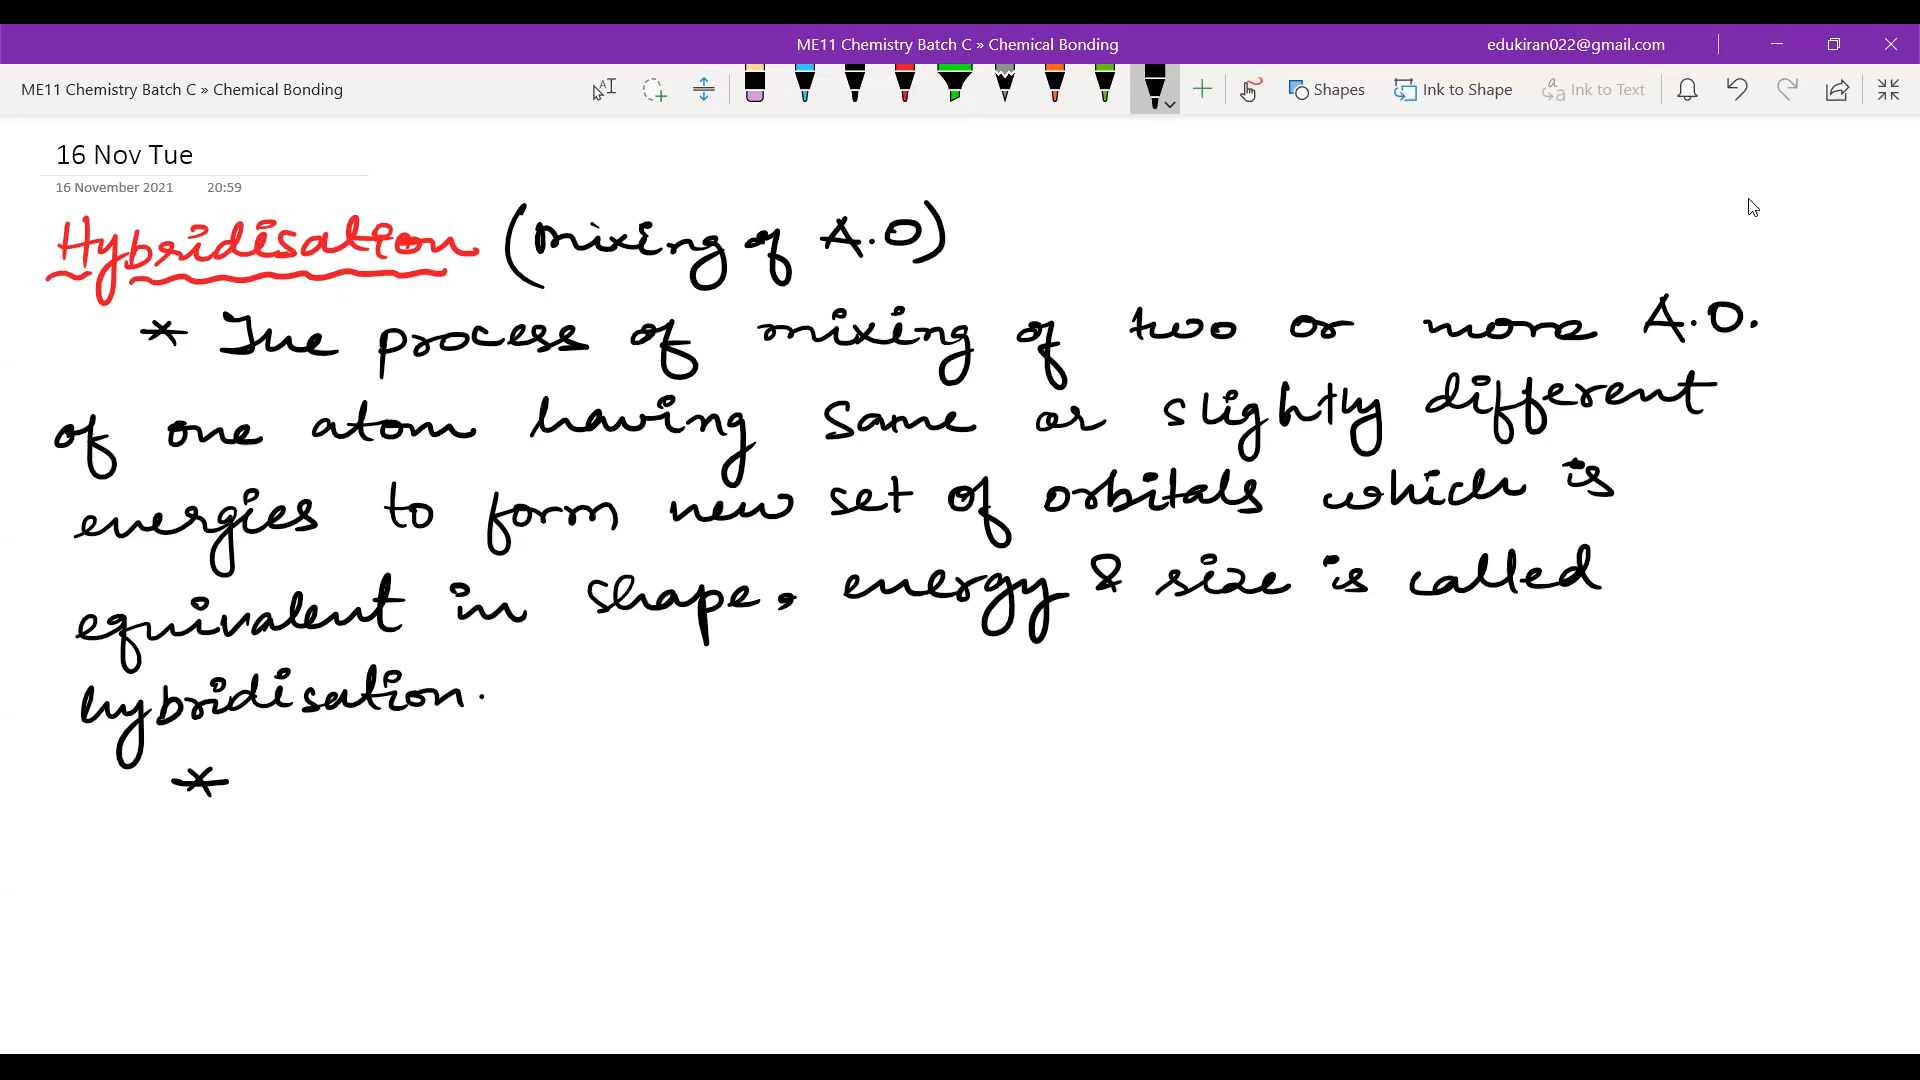 ME11 Chemistry Batch C » Chemical Bonding
edukiran022@gmail.com
ME11 Chemistry Batch C » Chemical Bonding
Shapes
Ink to Shape
Ink to Text
16 Nov Tue
16 November 2021 20:59
Hybridisation (Mixing of A.O)
* The process of mixing of two or more A.O.
of one atom having same or slightly different
energies to form new set of orbitals which is
equivalent in shape, energy & size is called
hybridisation.
*